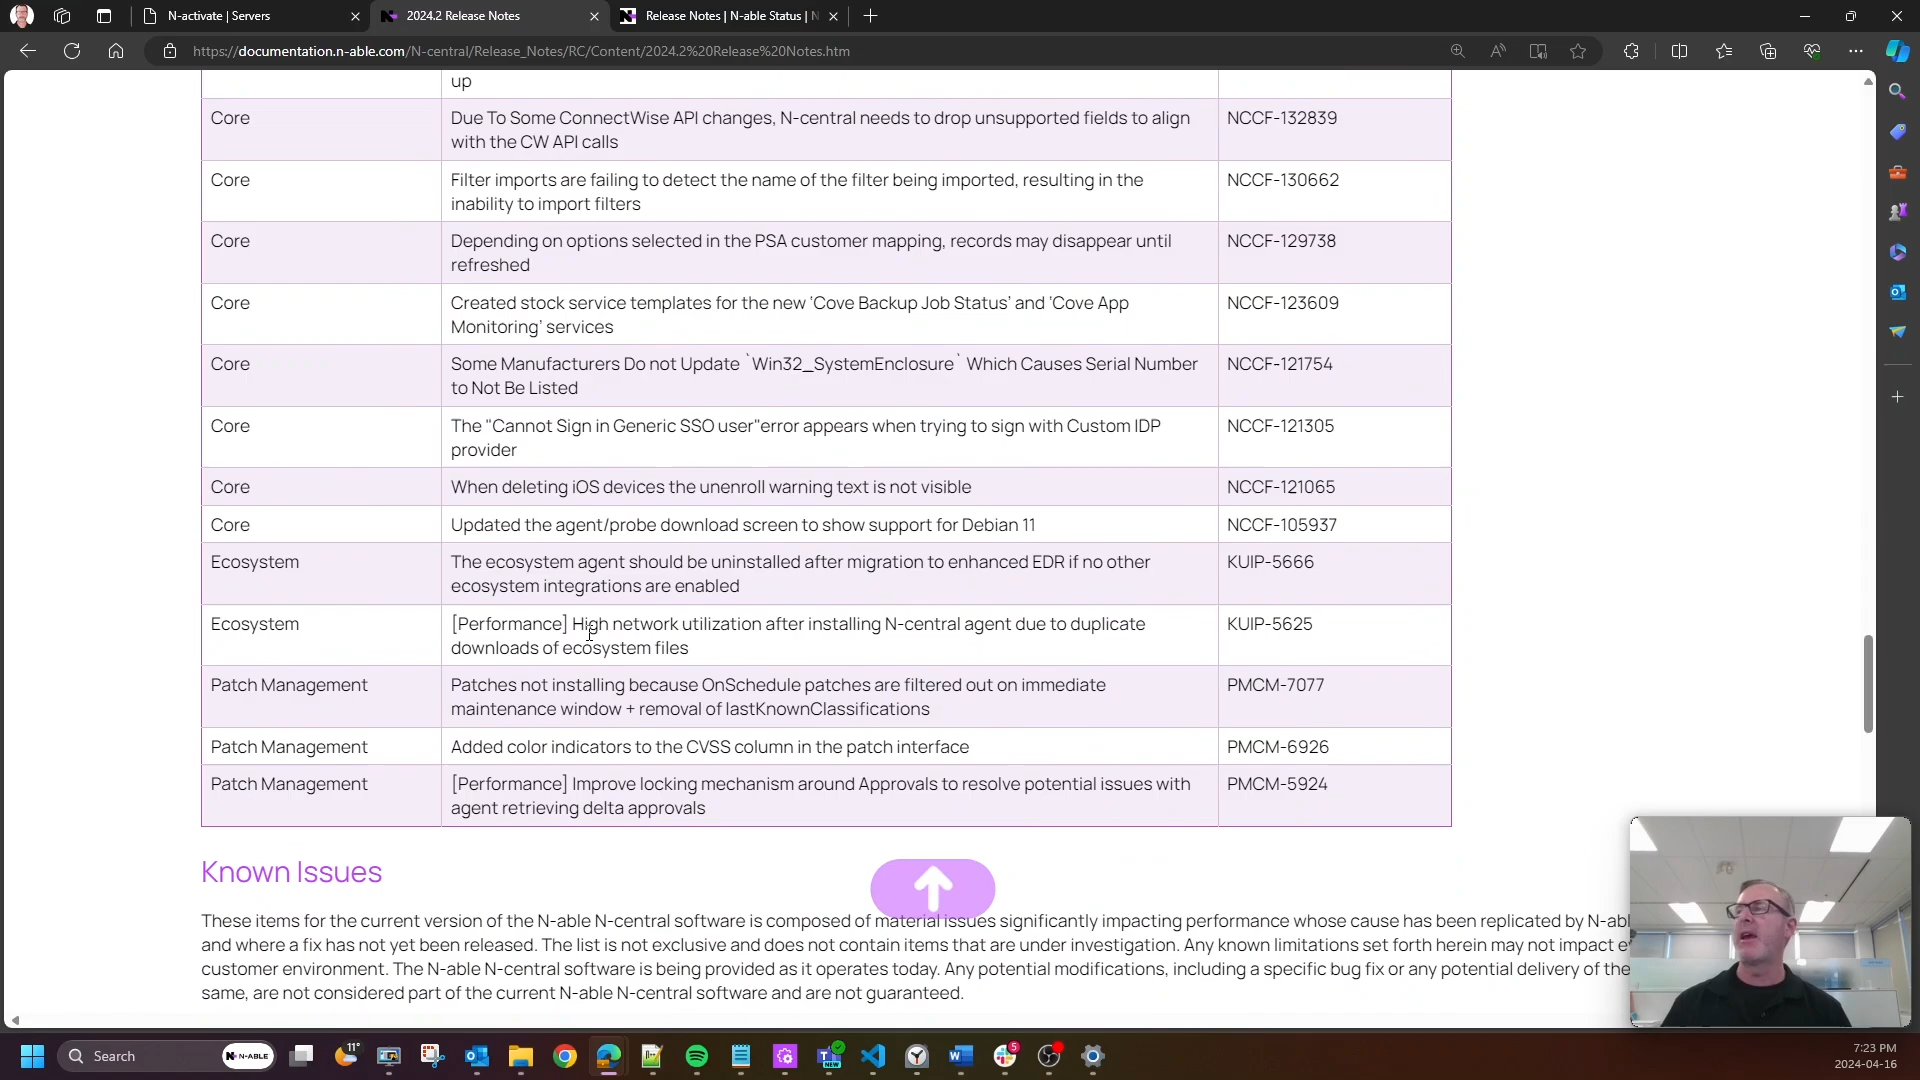 N-activate | Servers
2024.2 Release Notes
Release Notes | N-able Status | N
https://documentation.n-able.com/N-central/Release_Notes/RC/Content/2024.2%20Release%20Notes.htm
up
Core
Due To Some ConnectWise API changes, N-central needs to drop unsupported fields to align
with the CW API calls
NCCF-132839
Core
Filter imports are failing to detect the name of the filter being imported, resulting in the
inability to import filters
NCCF-130662
Core
Depending on options selected in the PSA customer mapping, records may disappear until
refreshed
NCCF-129738
Core
Created stock service templates for the new ‘Cove Backup Job Status’ and ‘Cove App
Monitoring’ services
NCCF-123609
Core
Some Manufacturers Do not Update `Win32_SystemEnclosure` Which Causes Serial Number
to Not Be Listed
NCCF-121754
Core
The "Cannot Sign in Generic SSO user"error appears when trying to sign with Custom IDP
provider
NCCF-121305
Core
When deleting iOS devices the unenroll warning text is not visible
NCCF-121065
Core
Updated the agent/probe download screen to show support for Debian 11
NCCF-105937
Ecosystem
The ecosystem agent should be uninstalled after migration to enhanced EDR if no other
ecosystem integrations are enabled
KUIP-5666
Ecosystem
[Performance] High network utilization after installing N-central agent due to duplicate
downloads of ecosystem files
KUIP-5625
Patch Management
Patches not installing because OnSchedule patches are filtered out on immediate
maintenance window + removal of lastKnownClassifications
PMCM-7077
Patch Management
Added color indicators to the CVSS column in the patch interface
PMCM-6926
Patch Management
[Performance] Improve locking mechanism around Approvals to resolve potential issues with
agent retrieving delta approvals
PMCM-5924
Known Issues
These items for the current version of the N-able N-central software is composed of material issues significantly impacting performance whose cause has been replicated by N-abl
and where a fix has not yet been released. The list is not exclusive and does not contain items that are under investigation. Any known limitations set forth herein may not impact e
customer environment. The N-able N-central software is being provided as it operates today. Any potential modifications, including a specific bug fix or any potential delivery of the
same, are not considered part of the current N-able N-central software and are not guaranteed.
Search
N-ABLE
11°
NEW
5
7:23 PM
2024-04-16